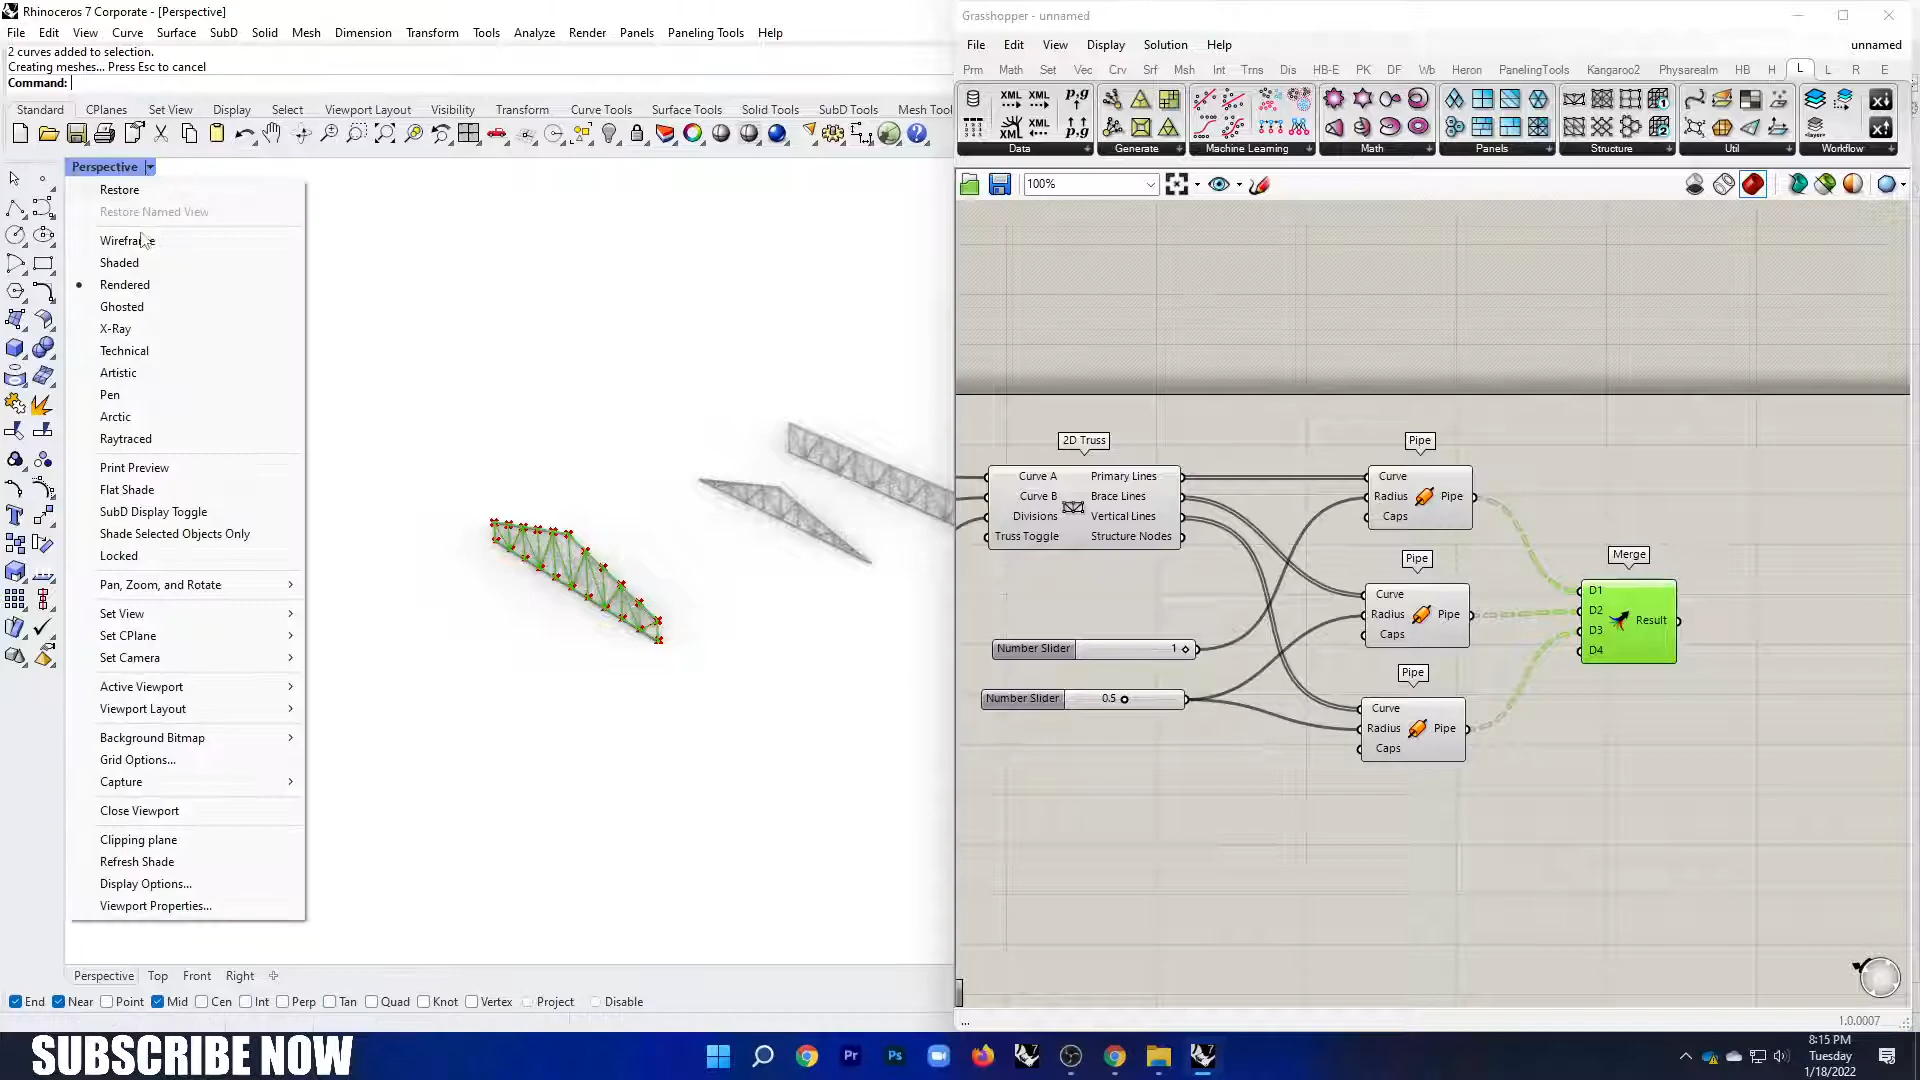 Rhinoceros 7 Corporate - [Perspective]
File Edit View Curve Surface SubD Solid Mesh Dimension Transform Tools Analyze Render Panels Paneling Tools Help
2 curves added to selection.
Creating meshes... Press Esc to cancel
Command:
Standard CPlanes Set View Display Select Viewport Layout Visibility Transform Curve Tools Surface Tools Solid Tools SubD Tools Mesh Tool
Perspective
Restore
Restore Named View
Wireframe
Shaded
Rendered
Ghosted
X-Ray
Technical
Artistic
Pen
Arctic
Raytraced
Print Preview
Flat Shade
SubD Display Toggle
Shade Selected Objects Only
Locked
Pan, Zoom, and Rotate
Set View
Set CPlane
Set Camera
Active Viewport
Viewport Layout
Background Bitmap
Grid Options...
Capture
Close Viewport
Clipping plane
Refresh Shade
Display Options...
Viewport Properties...
Perspective Top Front Right
End Near Point Mid Cen Int Perp Tan Quad Knot Vertex Project Disable
Grasshopper - unnamed
File Edit View Display Solution Help
unnamed
Prm Math Set Vec Crv Srf Msh Int Trns Dis HB-E PK DF Wb Heron PanelingTools Kangaroo2 Physarealm HB H L L R E
XML XML p,q
XML XML p,q
Data Generate Machine Learning Math Panels Structure Util Workflow
100%
2D Truss
Curve A Primary Lines
Curve B Brace Lines
Divisions Vertical Lines
Truss Toggle Structure Nodes
Pipe
Curve
Radius Pipe
Caps
Pipe
Curve
Radius Pipe
Caps
Pipe
Curve
Radius Pipe
Caps
Number Slider 1
Number Slider 0.5
Merge
D1
D2
D3
D4
Result
...
1.0.0007
SUBSCRIBE NOW
Pr Ps
8:15 PM
Tuesday
1/18/2022